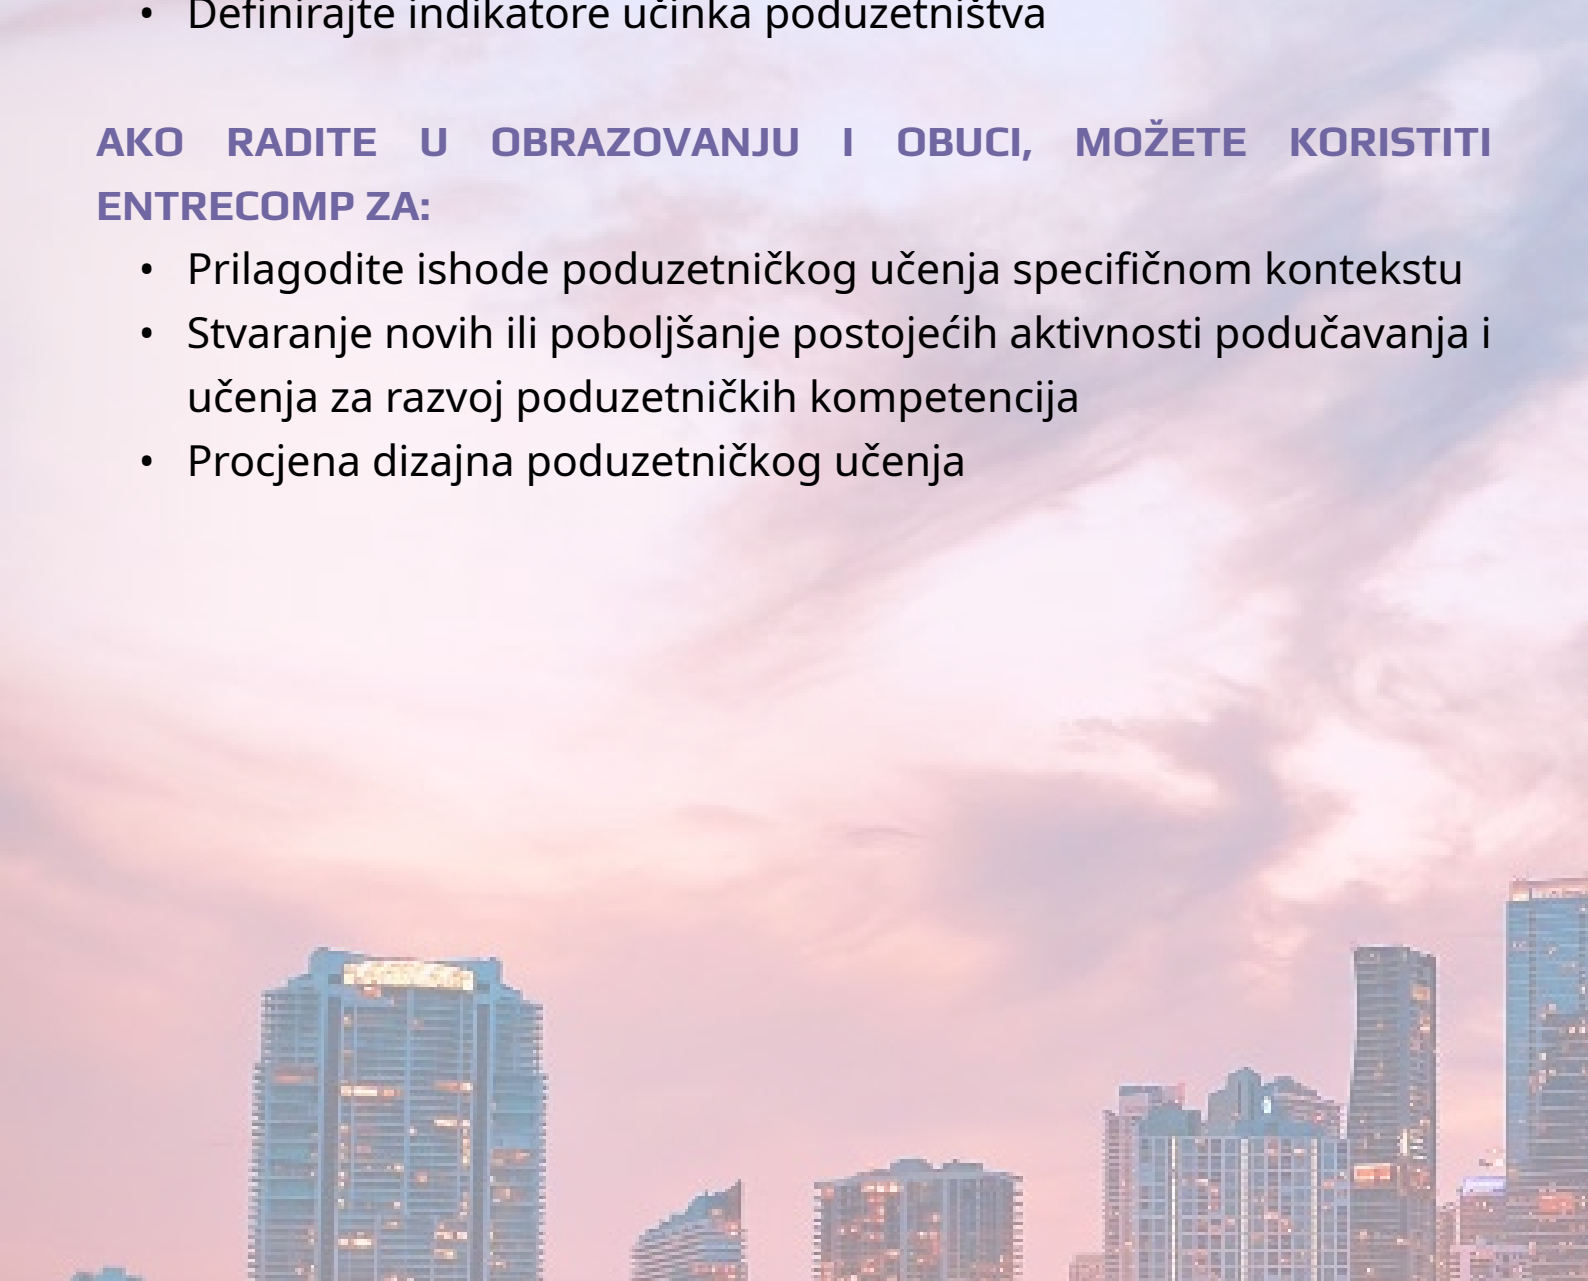 • Definirajte indikatore učinka poduzetništva
AKO RADITE U OBRAZOVANJU I OBUCI, MOŽETE KORISTITI
ENTRECOMP ZA:
• Prilagodite ishode poduzetničkog učenja specifičnom kontekstu
• Stvaranje novih ili poboljšanje postojećih aktivnosti podučavanja i
učenja za razvoj poduzetničkih kompetencija
• Procjena dizajna poduzetničkog učenja